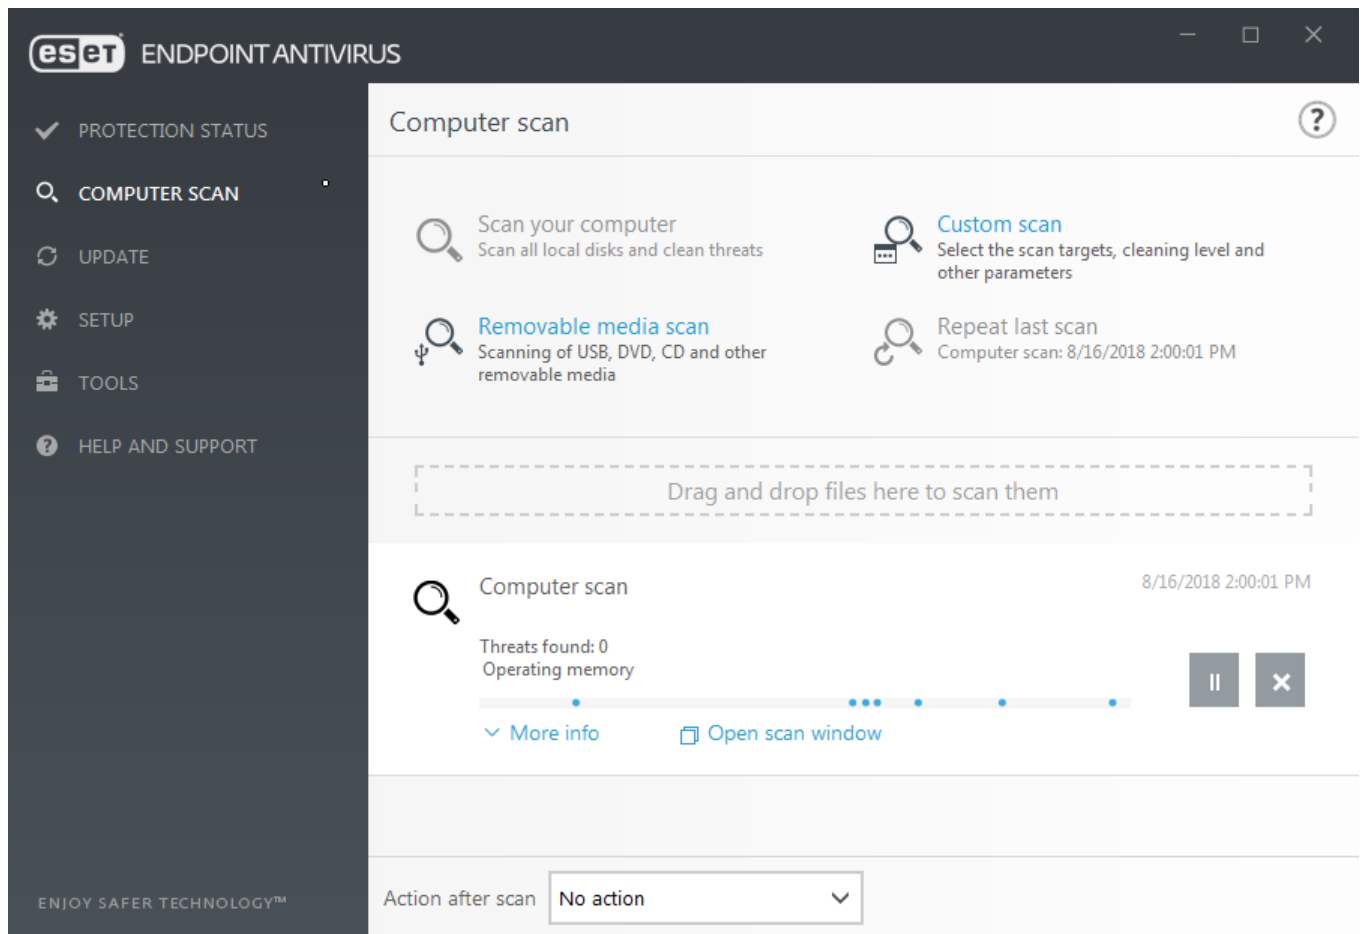 eset ENDPOINT ANTIVIRUS
PROTECTION STATUS
COMPUTER SCAN
UPDATE
SETUP
TOOLS
HELP AND SUPPORT
ENJOY SAFER TECHNOLOGY™
Computer scan
?
Scan your computer
Scan all local disks and clean threats
Custom scan
Select the scan targets, cleaning level and
other parameters
Removable media scan
Scanning of USB, DVD, CD and other
removable media
Repeat last scan
Computer scan: 8/16/2018 2:00:01 PM
Drag and drop files here to scan them
Computer scan
8/16/2018 2:00:01 PM
Threats found: 0
Operating memory
More info
Open scan window
Action after scan
No action